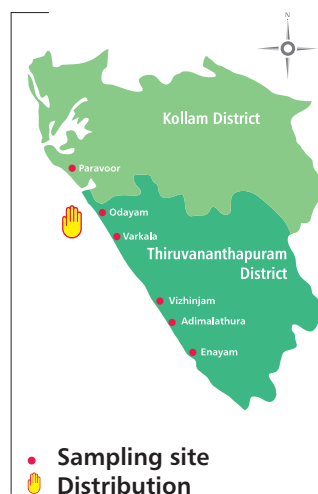 N
Kollam District
Paravoor
Odayam
Varkala
Thiruvananthapuram
District
Vizhinjam
Adimalathura
Enayam
Sampling site
Distribution